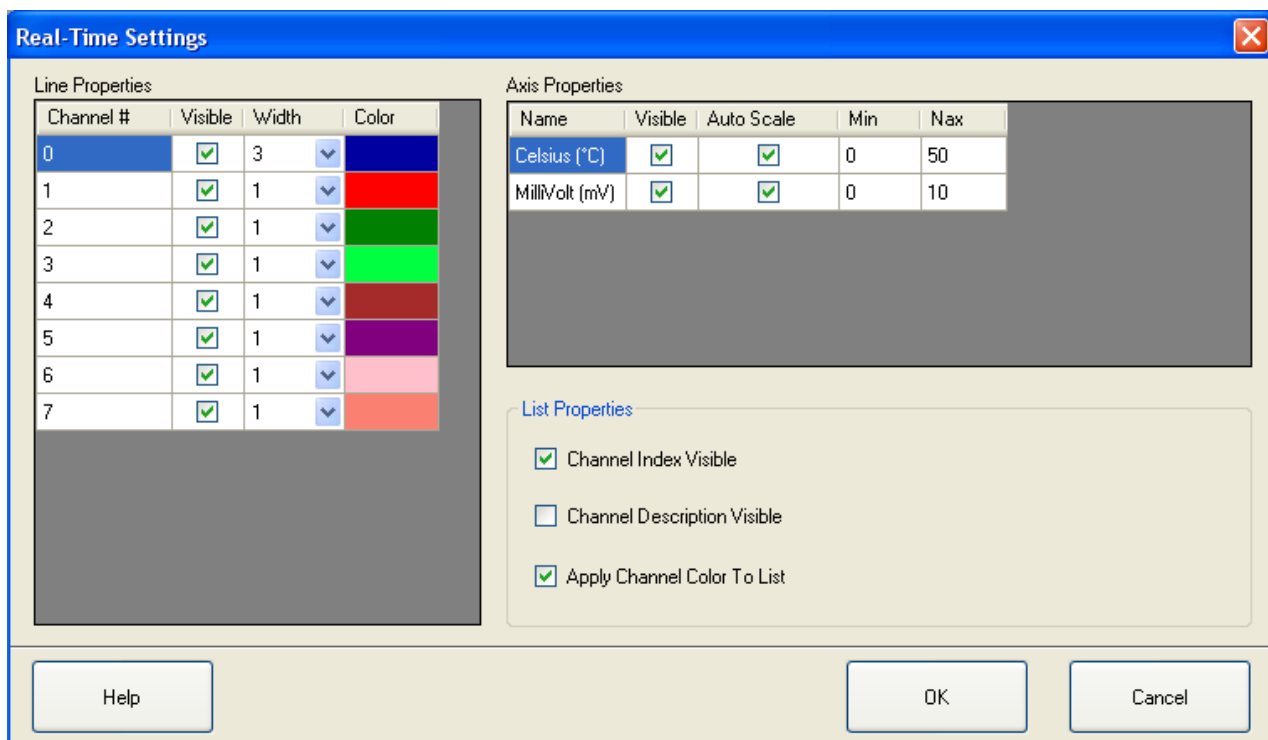 Real-Time Settings
Line Properties
Channel # Visible Width Color
0 3
1 1
2 1
3 1
4 1
5 1
6 1
7 1
Axis Properties
Name Visible Auto Scale Min Nax
Celsius (°C) 0 50
MilliVolt (mV) 0 10
List Properties
Channel Index Visible
Channel Description Visible
Apply Channel Color To List
Help OK Cancel